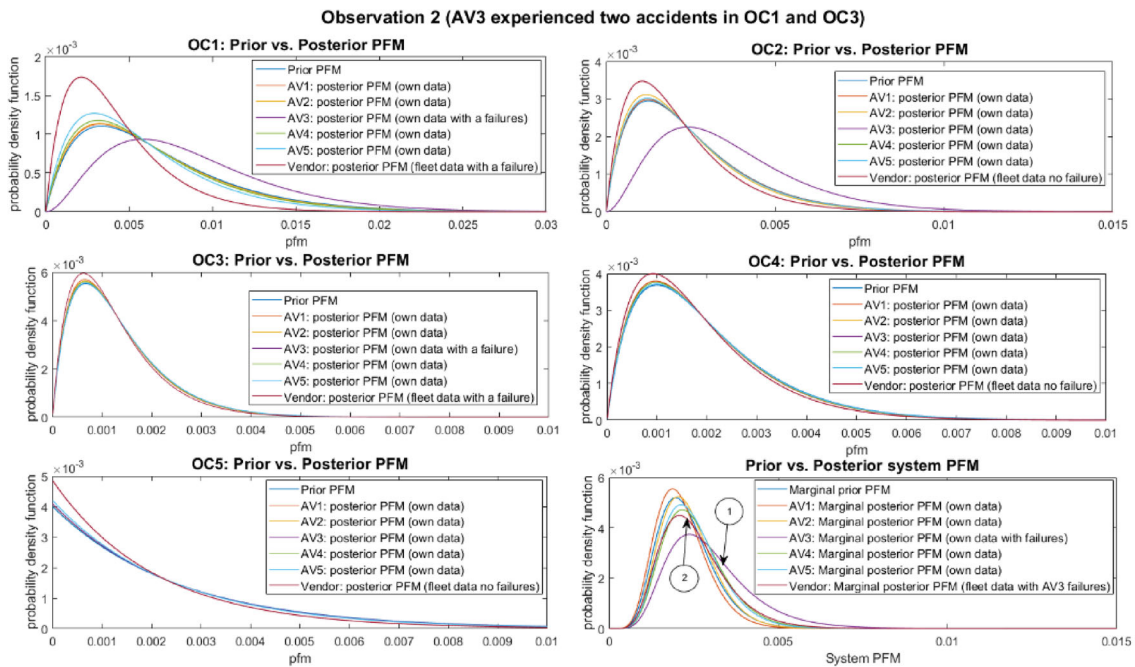 Observation 2 (AV3 experienced two accidents in OC1 and OC3)
OC1: Prior vs. Posterior PFM
×10⁻³
probability density function
2
1.5
1
0.5
0
0 0.005 0.01 0.015 0.02 0.025 0.03
pfm
Prior PFM
AV1: posterior PFM (own data)
AV2: posterior PFM (own data)
AV3: posterior PFM (own data with a failures)
AV4: posterior PFM (own data)
AV5: posterior PFM (own data)
Vendor: posterior PFM (fleet data with a failure)
OC2: Prior vs. Posterior PFM
×10⁻³
probability density function
4
3
2
1
0
0 0.005 0.01 0.015
pfm
Prior PFM
AV1: posterior PFM (own data)
AV2: posterior PFM (own data)
AV3: posterior PFM (own data)
AV4: posterior PFM (own data)
AV5: posterior PFM (own data)
Vendor: posterior PFM (fleet data no failure)
OC3: Prior vs. Posterior PFM
×10⁻³
probability density function
6
4
2
0
0 0.001 0.002 0.003 0.004 0.005 0.006 0.007 0.008 0.009 0.01
pfm
Prior PFM
AV1: posterior PFM (own data)
AV2: posterior PFM (own data)
AV3: posterior PFM (own data with a failure)
AV4: posterior PFM (own data)
AV5: posterior PFM (own data)
Vendor: posterior PFM (fleet data with a failure)
OC4: Prior vs. Posterior PFM
×10⁻³
probability density function
4
3
2
1
0
0 0.001 0.002 0.003 0.004 0.005 0.006 0.007 0.008 0.009 0.01
pfm
Prior PFM
AV1: posterior PFM (own data)
AV2: posterior PFM (own data)
AV3: posterior PFM (own data)
AV4: posterior PFM (own data)
AV5: posterior PFM (own data)
Vendor: posterior PFM (fleet data no failure)
OC5: Prior vs. Posterior PFM
×10⁻³
probability density function
5
4
3
2
1
0
0 0.001 0.002 0.003 0.004 0.005 0.006 0.007 0.008 0.009 0.01
pfm
Prior PFM
AV1: posterior PFM (own data)
AV2: posterior PFM (own data)
AV3: posterior PFM (own data)
AV4: posterior PFM (own data)
AV5: posterior PFM (own data)
Vendor: posterior PFM (fleet data no failures)
Prior vs. Posterior system PFM
×10⁻³
probability density function
6
4
2
0
0 0.005 0.01 0.015
System PFM
1
2
Marginal prior PFM
AV1: Marginal posterior PFM (own data)
AV2: Marginal posterior PFM (own data)
AV3: Marginal posterior PFM (own data with failures)
AV4: Marginal posterior PFM (own data)
AV5: Marginal posterior PFM (own data)
Vendor: Marginal posterior PFM (fleet data with AV3 failures)